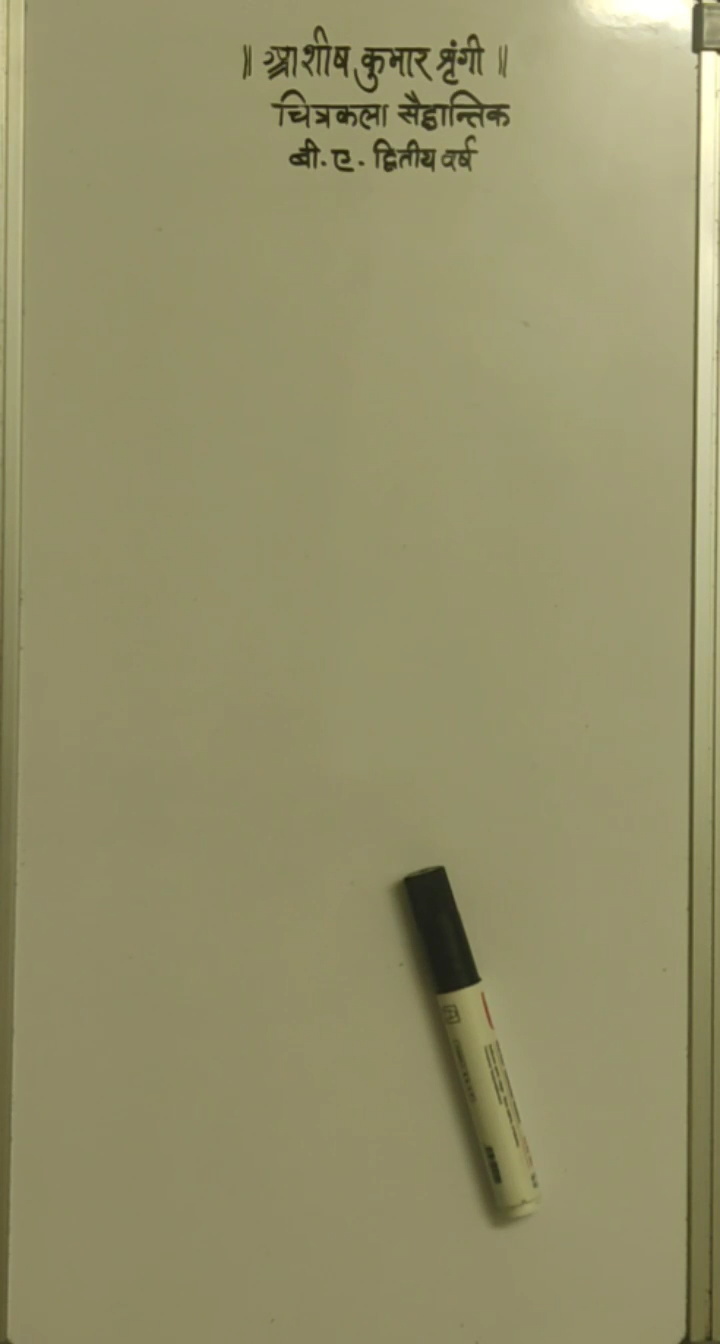 ॥ आशीष कुमार श्रृंगी ॥
चित्रकला सैद्धान्तिक
बी. ए. द्वितीय वर्ष